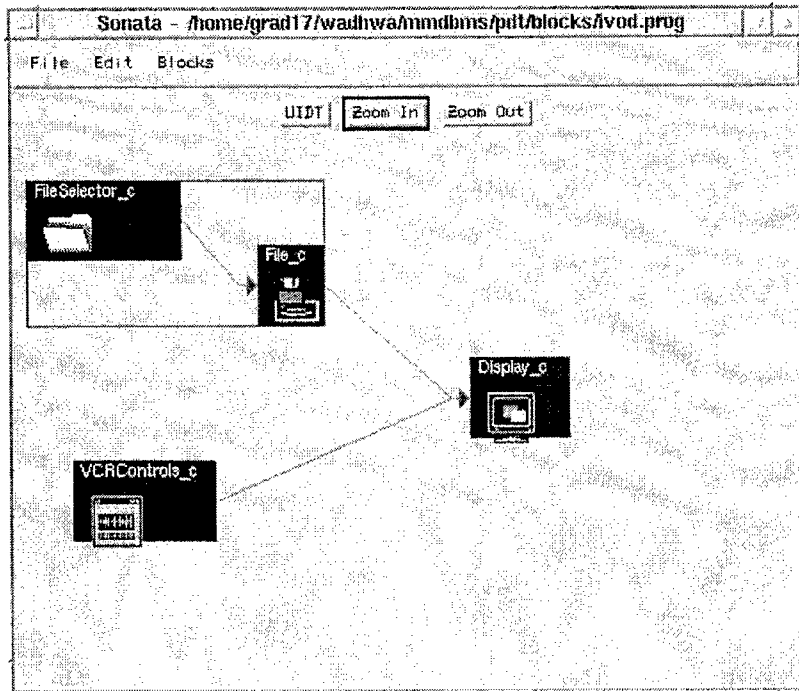 Sonata - /home/grad17/wadhwa/mmdbms/pdt/blocks/ivod.prog
File Edit Blocks
UIDT Zoom In Zoom Out
FileSelector_c
File_c
Display_c
VCRControls_c